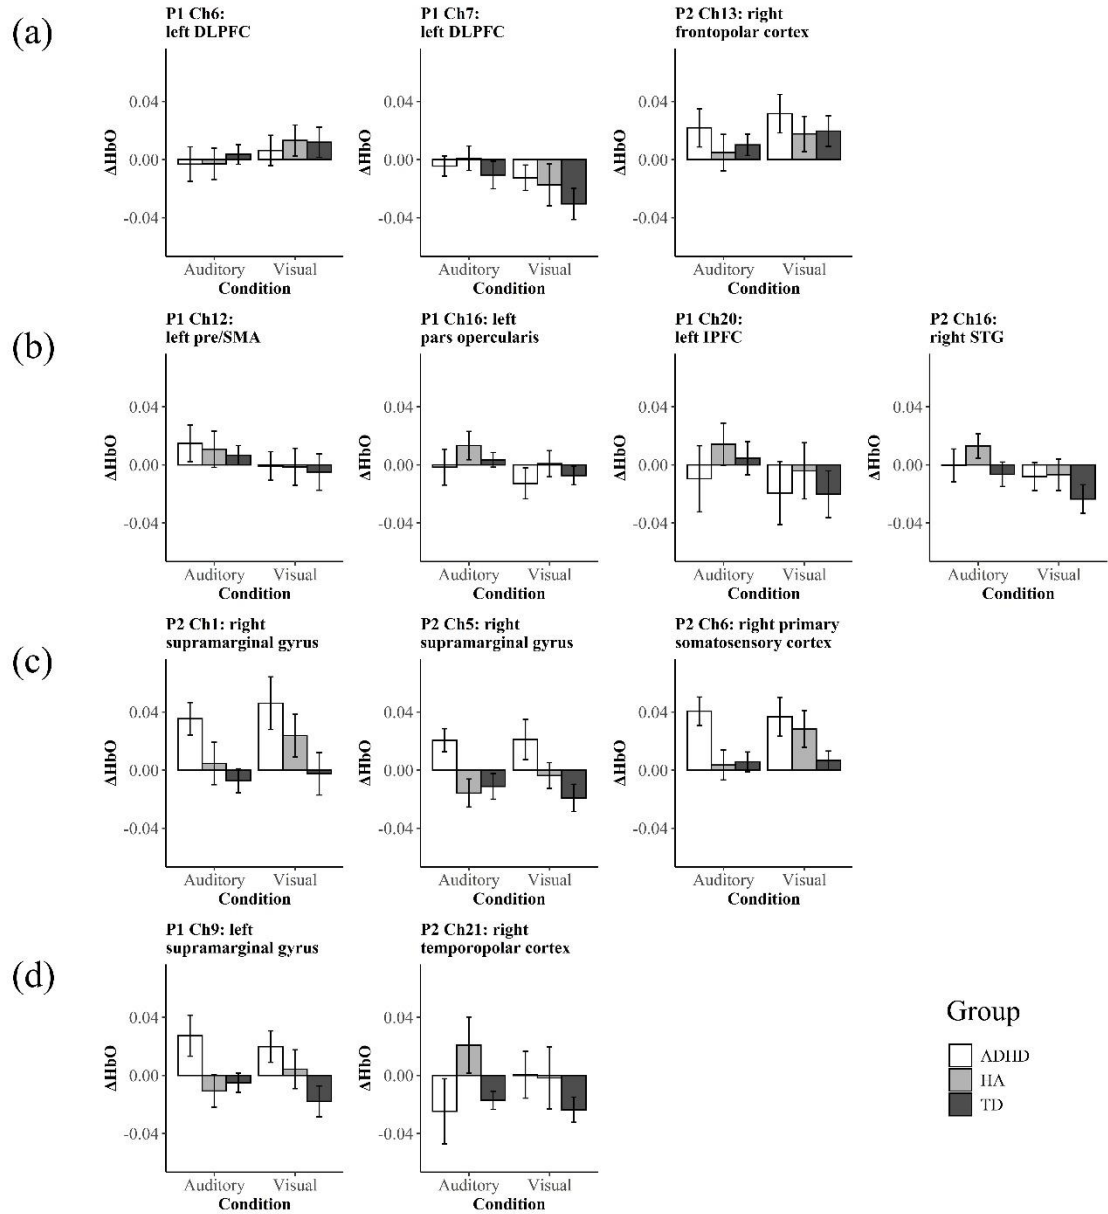 (a)
P1 Ch6:
left DLPFC
ΔHbO
0.04
0.00
-0.04
Auditory Visual
Condition
P1 Ch7:
left DLPFC
ΔHbO
0.04
0.00
-0.04
Auditory Visual
Condition
P2 Ch13: right
frontopolar cortex
ΔHbO
0.04
0.00
-0.04
Auditory Visual
Condition
(b)
P1 Ch12:
left pre/SMA
ΔHbO
0.04
0.00
-0.04
Auditory Visual
Condition
P1 Ch16: left
pars opercularis
ΔHbO
0.04
0.00
-0.04
Auditory Visual
Condition
P1 Ch20:
left IPFC
ΔHbO
0.04
0.00
-0.04
Auditory Visual
Condition
P2 Ch16:
right STG
ΔHbO
0.04
0.00
-0.04
Auditory Visual
Condition
(c)
P2 Ch1: right
supramarginal gyrus
ΔHbO
0.04
0.00
-0.04
Auditory Visual
Condition
P2 Ch5: right
supramarginal gyrus
ΔHbO
0.04
0.00
-0.04
Auditory Visual
Condition
P2 Ch6: right primary
somatosensory cortex
ΔHbO
0.04
0.00
-0.04
Auditory Visual
Condition
(d)
P1 Ch9: left
supramarginal gyrus
ΔHbO
0.04
0.00
-0.04
Auditory Visual
Condition
P2 Ch21: right
temporopolar cortex
ΔHbO
0.04
0.00
-0.04
Auditory Visual
Condition
Group
ADHD
HA
TD